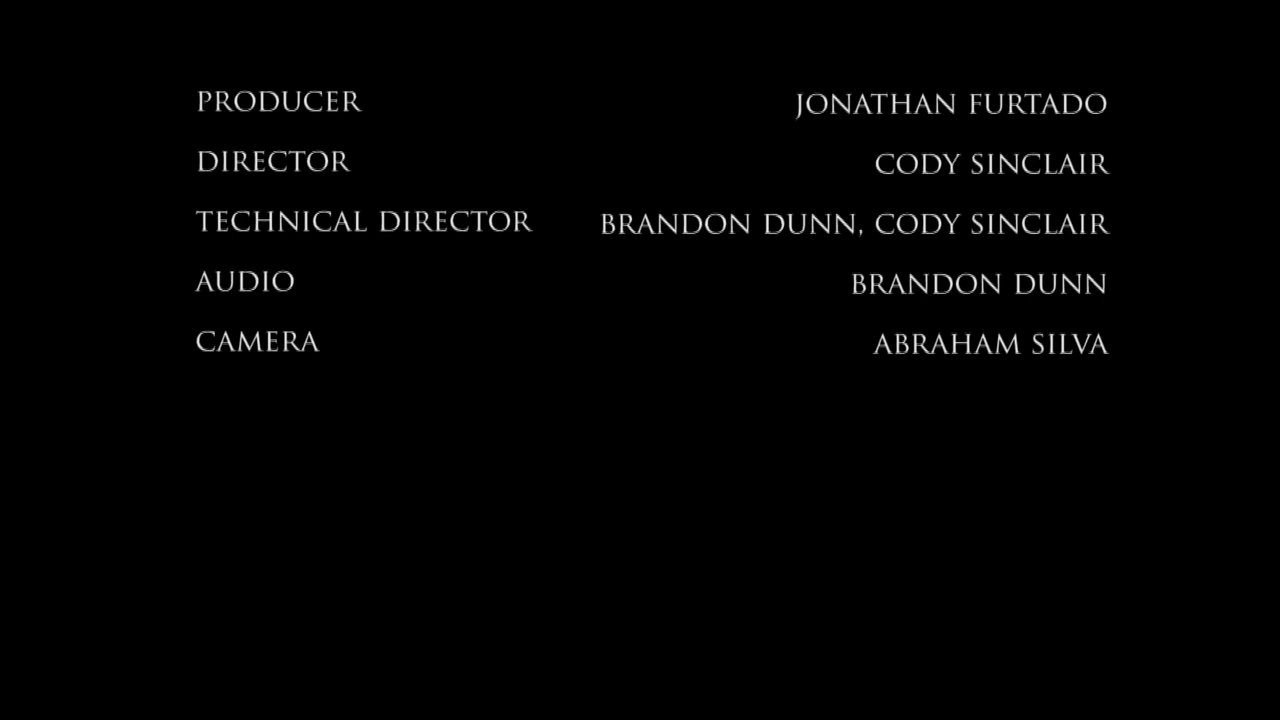 PRODUCER JONATHAN FURTADO
DIRECTOR CODY SINCLAIR
TECHNICAL DIRECTOR BRANDON DUNN, CODY SINCLAIR
AUDIO BRANDON DUNN
CAMERA ABRAHAM SILVA